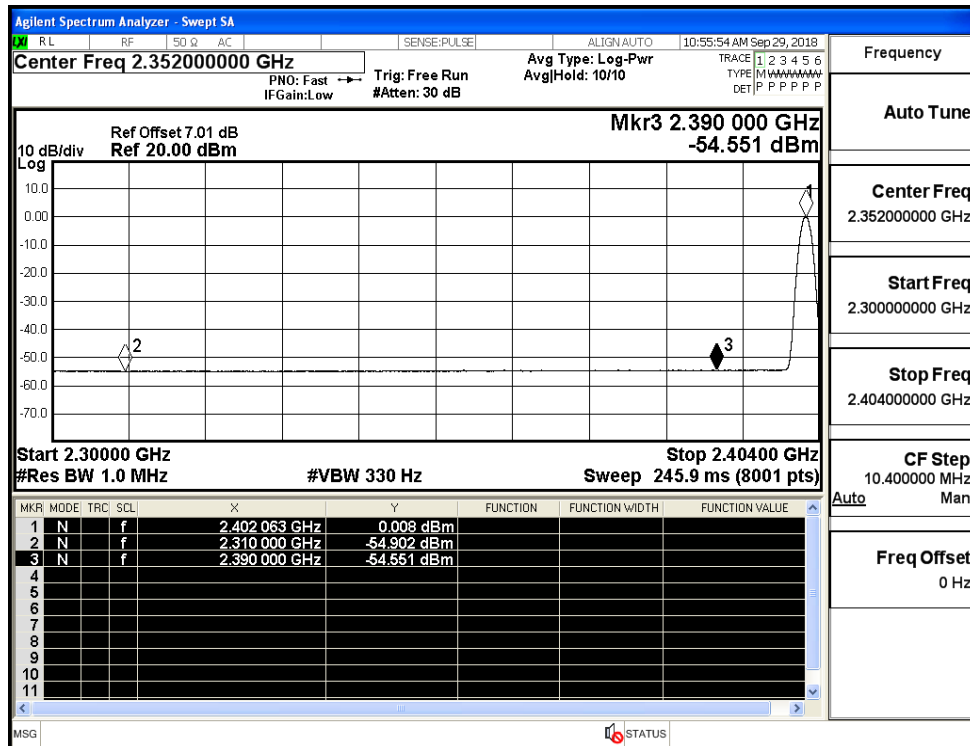 Agilent Spectrum Analyzer - Swept SA
LXI RL RF 50 Ω AC SENSE:PULSE ALIGN AUTO 10:55:54 AM Sep 29, 2018
Center Freq 2.352000000 GHz
PNO: Fast
IFGain:Low
Trig: Free Run
#Atten: 30 dB
Avg Type: Log-Pwr
Avg|Hold: 10/10
TRACE 1 2 3 4 5 6
TYPE M W W W W W
DET P P P P P P
Ref Offset 7.01 dB
10 dB/div Ref 20.00 dBm
Log
Mkr3 2.390 000 GHz
-54.551 dBm
10.0
0.00
-10.0
-20.0
-30.0
-40.0
-50.0
-60.0
-70.0
1
2
3
Start 2.30000 GHz Stop 2.40400 GHz
#Res BW 1.0 MHz #VBW 330 Hz Sweep 245.9 ms (8001 pts)
MKR MODE TRC SCL X Y FUNCTION FUNCTION WIDTH FUNCTION VALUE
1 N f 2.402 063 GHz 0.008 dBm
2 N f 2.310 000 GHz -54.902 dBm
3 N f 2.390 000 GHz -54.551 dBm
4
5
6
7
8
9
10
11
MSG STATUS
Frequency
Auto Tune
Center Freq
2.352000000 GHz
Start Freq
2.300000000 GHz
Stop Freq
2.404000000 GHz
CF Step
10.400000 MHz
Auto Man
Freq Offset
0 Hz